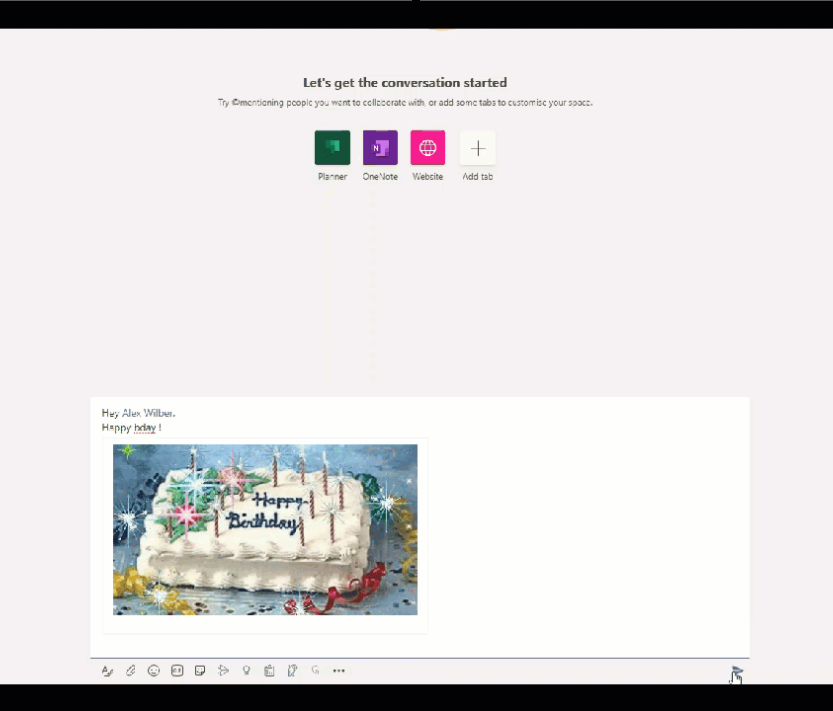 Let's get the conversation started
Try @mentioning people you want to collaborate with, or add some tabs to customise your space.
Planner
N
OneNote
Website
Add tab
Hey Alex Wilber,
Happy bday !
Happy
Birthday
GIF